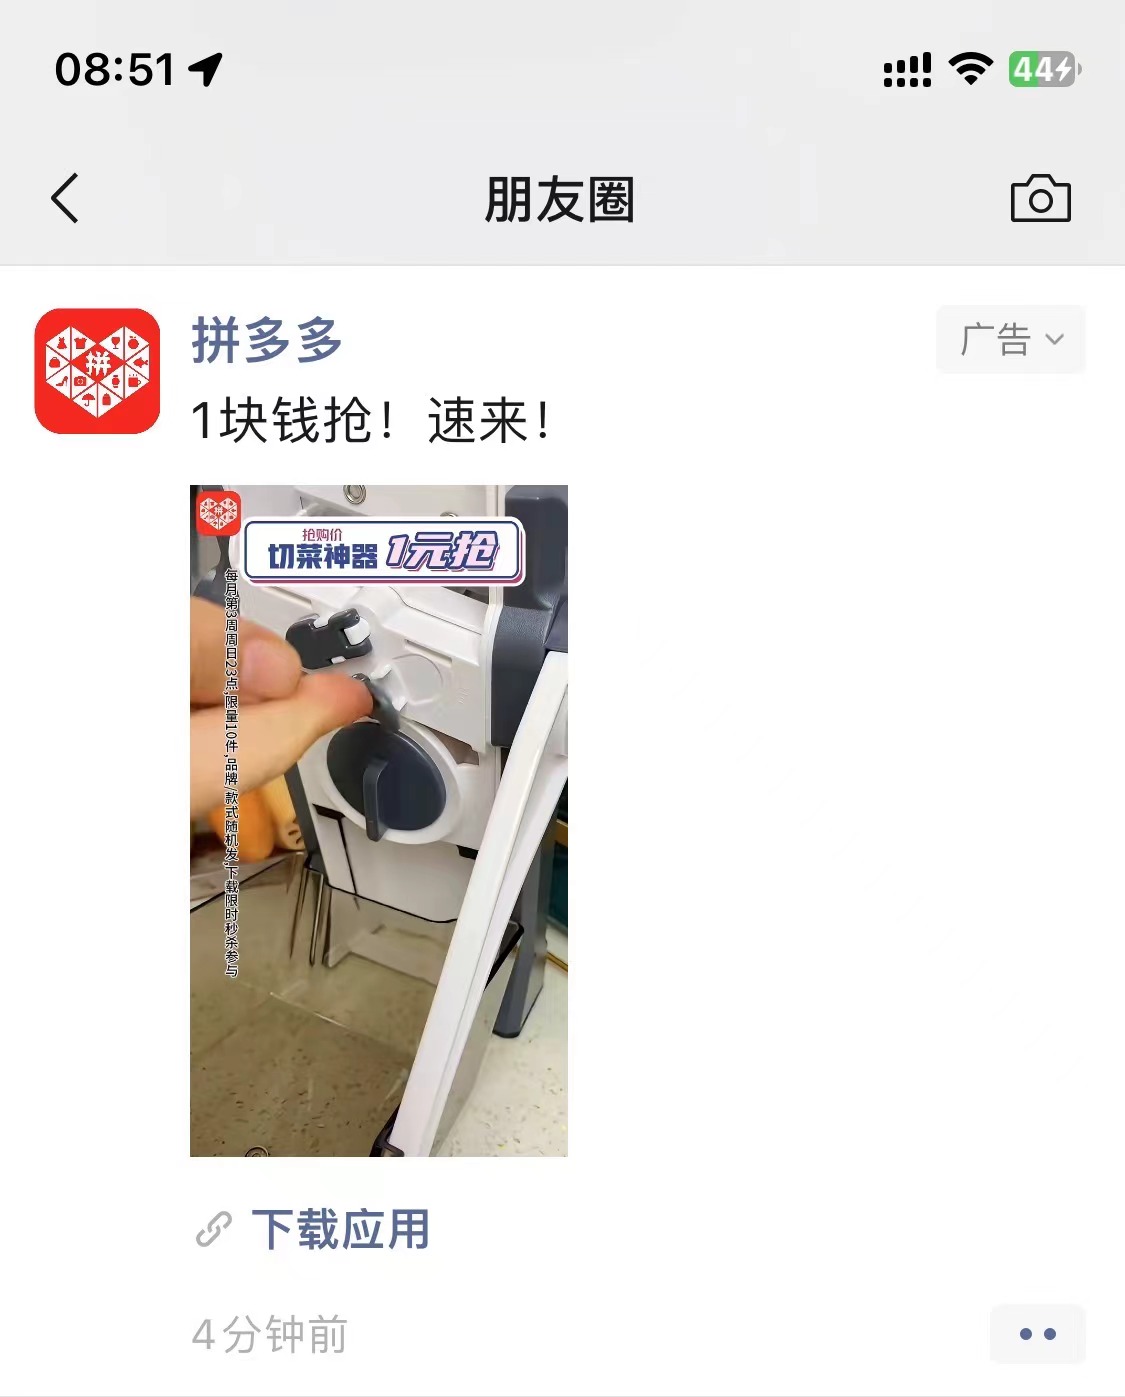 08:51
44
朋友圈
拼
拼多多
广告
1块钱抢！速来！
拼
抢购价
切菜神器 1元抢
每月第3周周日23点,限量10件,品牌/款式随机发,下载限时秒杀参与
下载应用
4分钟前